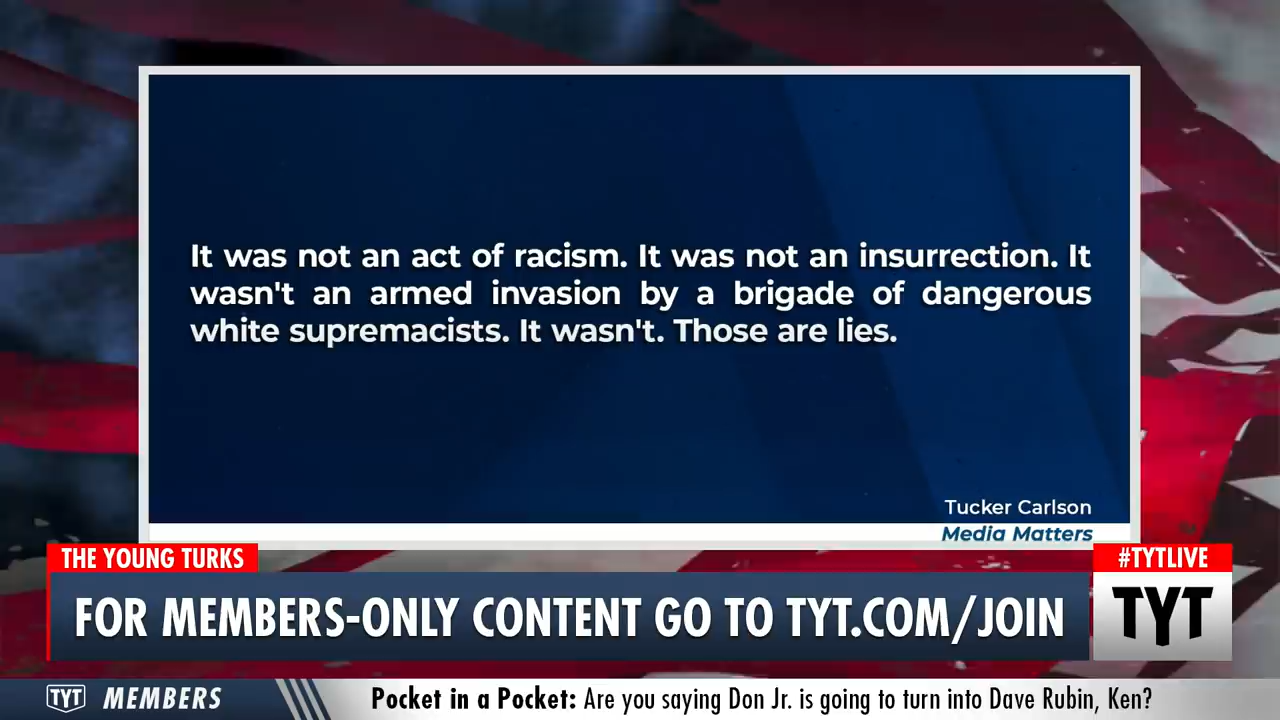 It was not an act of racism. It was not an insurrection. It
wasn't an armed invasion by a brigade of dangerous
white supremacists. It wasn't. Those are lies.
Tucker Carlson
Media Matters
THE YOUNG TURKS
#TYTLIVE
FOR MEMBERS-ONLY CONTENT GO TO TYT.COM/JOIN
TYT
TYT MEMBERS
Pocket in a Pocket: Are you saying Don Jr. is going to turn into Dave Rubin, Ken?